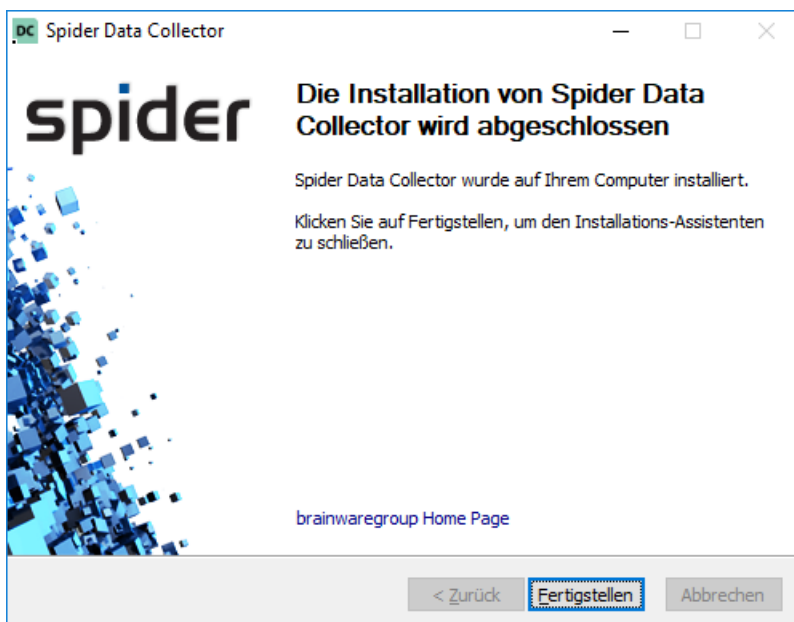 DC Spider Data Collector
spider
Die Installation von Spider Data
Collector wird abgeschlossen
Spider Data Collector wurde auf Ihrem Computer installiert.
Klicken Sie auf Fertigstellen, um den Installations-Assistenten
zu schließen.
brainwaregroup Home Page
< Zurück Fertigstellen Abbrechen